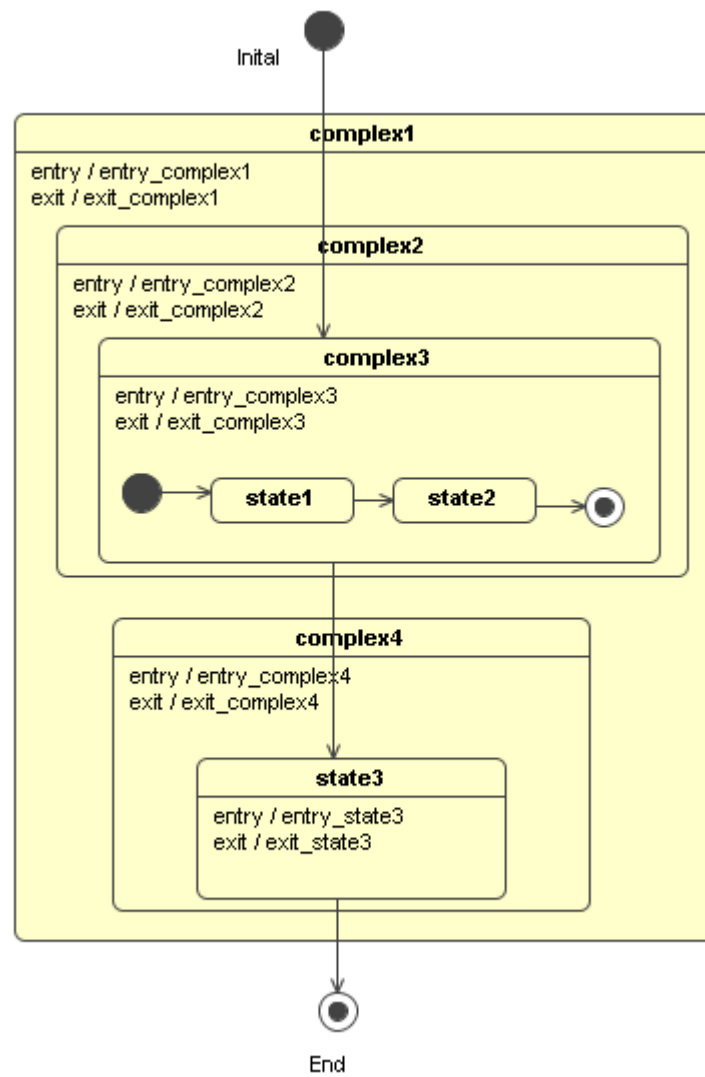 Inital
complex1
entry / entry_complex1
exit / exit_complex1
complex2
entry / entry_complex2
exit / exit_complex2
complex3
entry / entry_complex3
exit / exit_complex3
state1
state2
complex4
entry / entry_complex4
exit / exit_complex4
state3
entry / entry_state3
exit / exit_state3
End